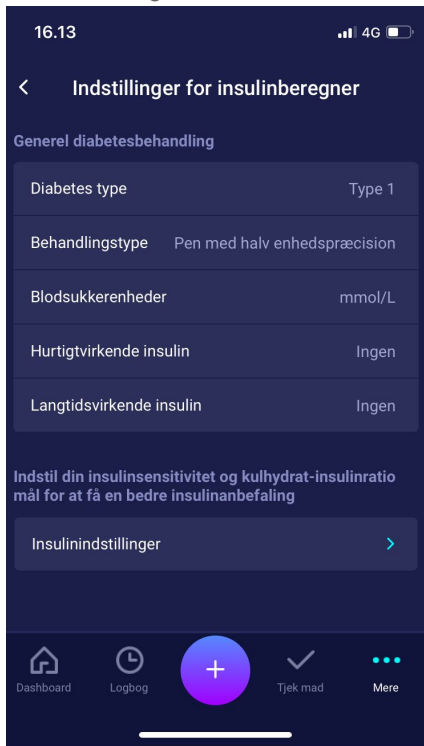 16.13
4G
Indstillinger for insulinberegner
Generel diabetesbehandling
Diabetes type Type 1
Behandlingstype Pen med halv enhedspræcision
Blodsukkerenheder mmol/L
Hurtigtvirkende insulin Ingen
Langtidsvirkende insulin Ingen
Indstil din insulinsensitivitet og kulhydrat-insulinratio
mål for at få en bedre insulinanbefaling
Insulinindstillinger
Dashboard Logbog Tjek mad Mere